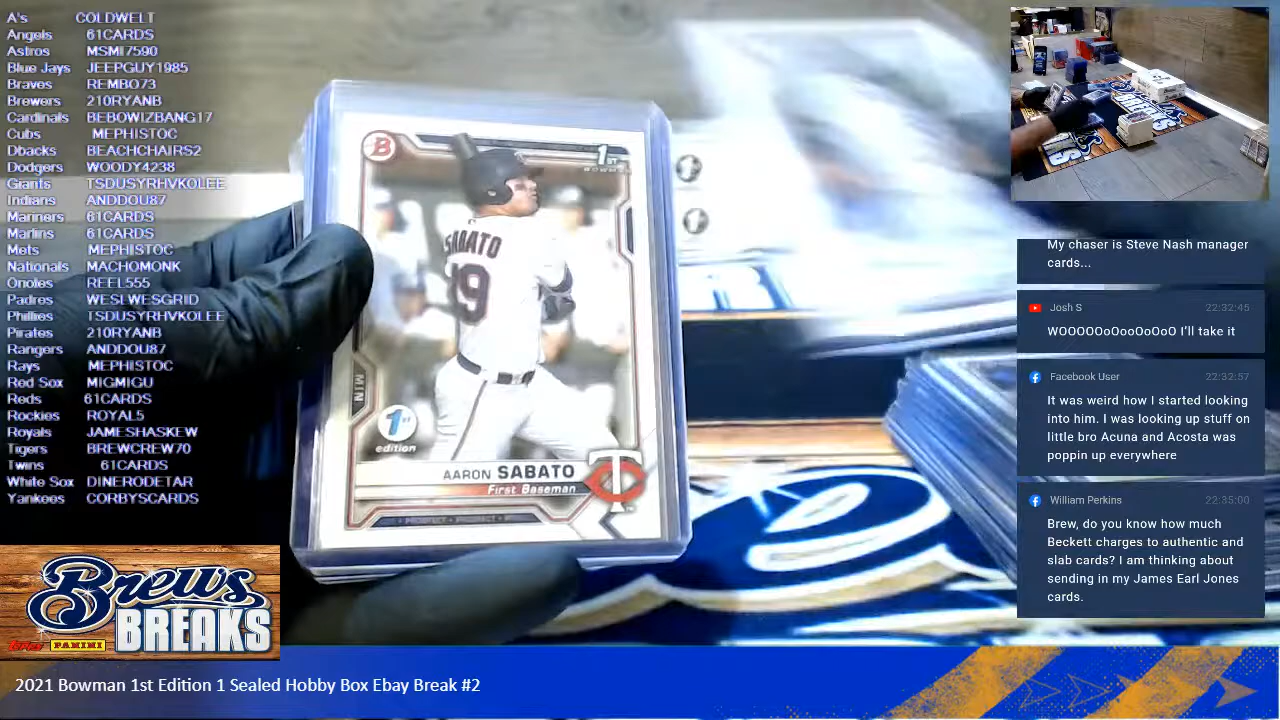 A's COLDWELT
Angels 61CARDS
Astros MSMI7590
Blue Jays JEEPGUY1985
Braves REMBO73
Brewers 210RYANB
Cardinals BEBOWIZBANG17
Cubs MEPHISTOC
Dbacks BEACHCHAIRS2
Dodgers WOODY4238
Giants TSDUSYRHVKOLEE
Indians ANDDOU87
Mariners 61CARDS
Marlins 61CARDS
Mets MEPHISTOC
Nationals MACHOMONK
Orioles REEL555
Padres WESLWESGRID
Phillies TSDUSYRHVKOLEE
Pirates 210RYANB
Rangers ANDDOU87
Rays MEPHISTOC
Red Sox MIGMIGU
Reds 61CARDS
Rockies ROYAL5
Royals JAMESHASKEW
Tigers BREWCREW70
Twins 61CARDS
White Sox DINERODETAR
Yankees CORBYSCARDS
B
1st
BOWMAN
SABATO
19
MIN
1st
edition
AARON SABATO
First Baseman
PROSPECT
TC
My chaser is Steve Nash manager
cards...
Josh S 22:32:45
WOOOOOoOooOoOoO I'll take it
Facebook User 22:32:57
It was weird how I started looking
into him. I was looking up stuff on
little bro Acuna and Acosta was
poppin up everywhere
William Perkins 22:35:00
Brew, do you know how much
Beckett charges to authentic and
slab cards? I am thinking about
sending in my James Earl Jones
cards.
Brews
BREAKS
Topps PANINI
2021 Bowman 1st Edition 1 Sealed Hobby Box Ebay Break #2